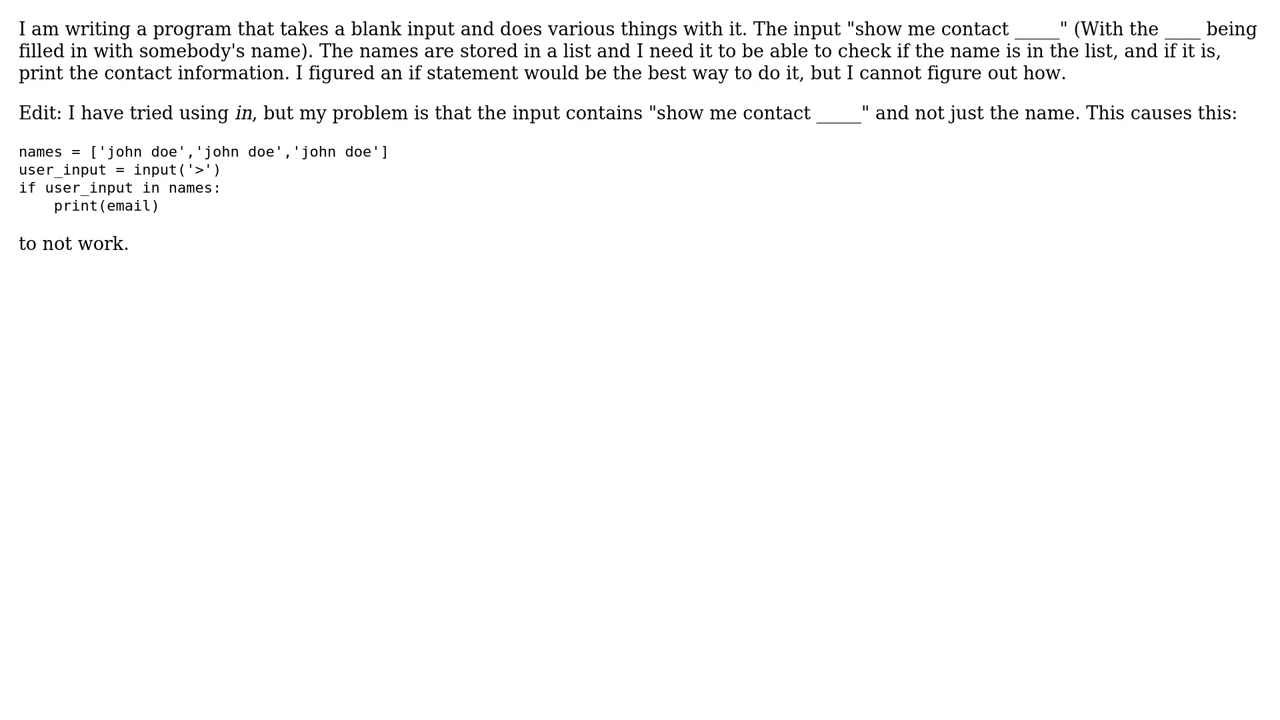 I am writing a program that takes a blank input and does various things with it. The input "show me contact _____" (With the ____ being
filled in with somebody's name). The names are stored in a list and I need it to be able to check if the name is in the list, and if it is,
print the contact information. I figured an if statement would be the best way to do it, but I cannot figure out how.
Edit: I have tried using in, but my problem is that the input contains "show me contact _____" and not just the name. This causes this:
names = ['john doe','john doe','john doe']
user_input = input('>')
if user_input in names:
    print(email)
to not work.